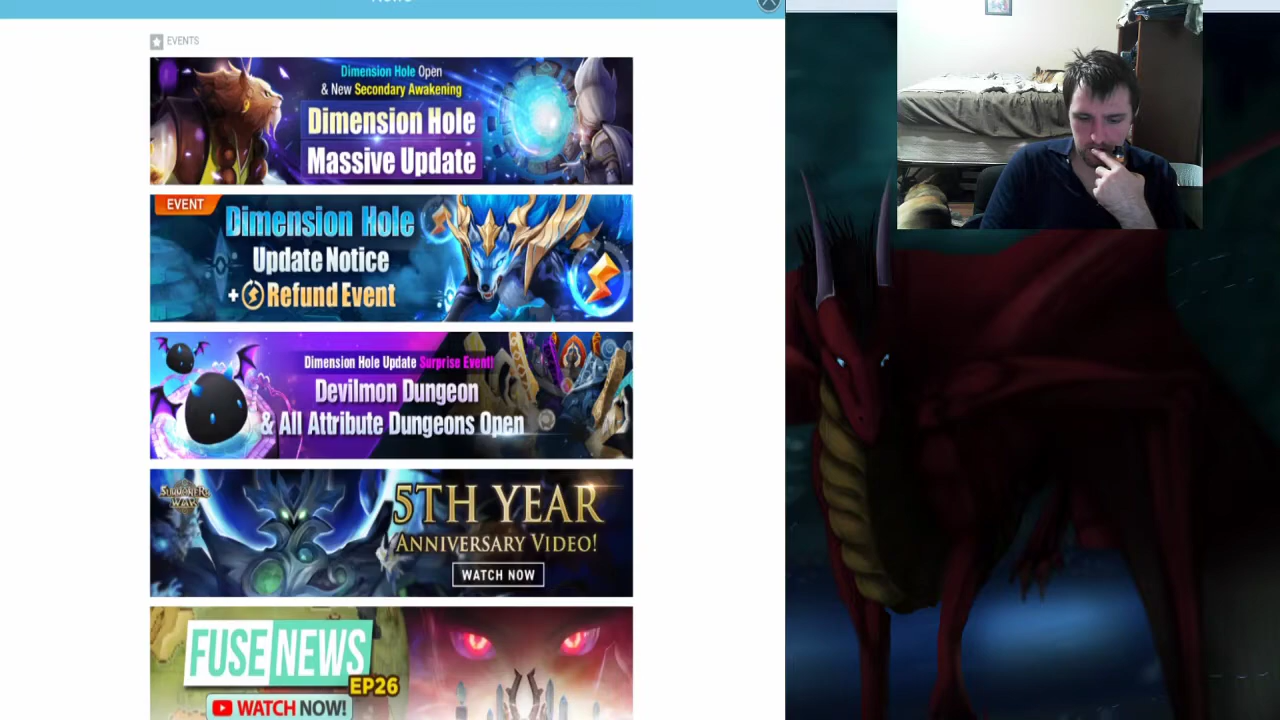 EVENTS
Dimension Hole Open
& New Secondary Awakening
Dimension Hole
Massive Update
EVENT
Dimension Hole
Update Notice
+ Refund Event
Dimension Hole Update Surprise Event!
Devilmon Dungeon
& All Attribute Dungeons Open
SUMMONERS
WAR
5TH YEAR
ANNIVERSARY VIDEO!
WATCH NOW
FUSE NEWS
EP26
WATCH NOW!